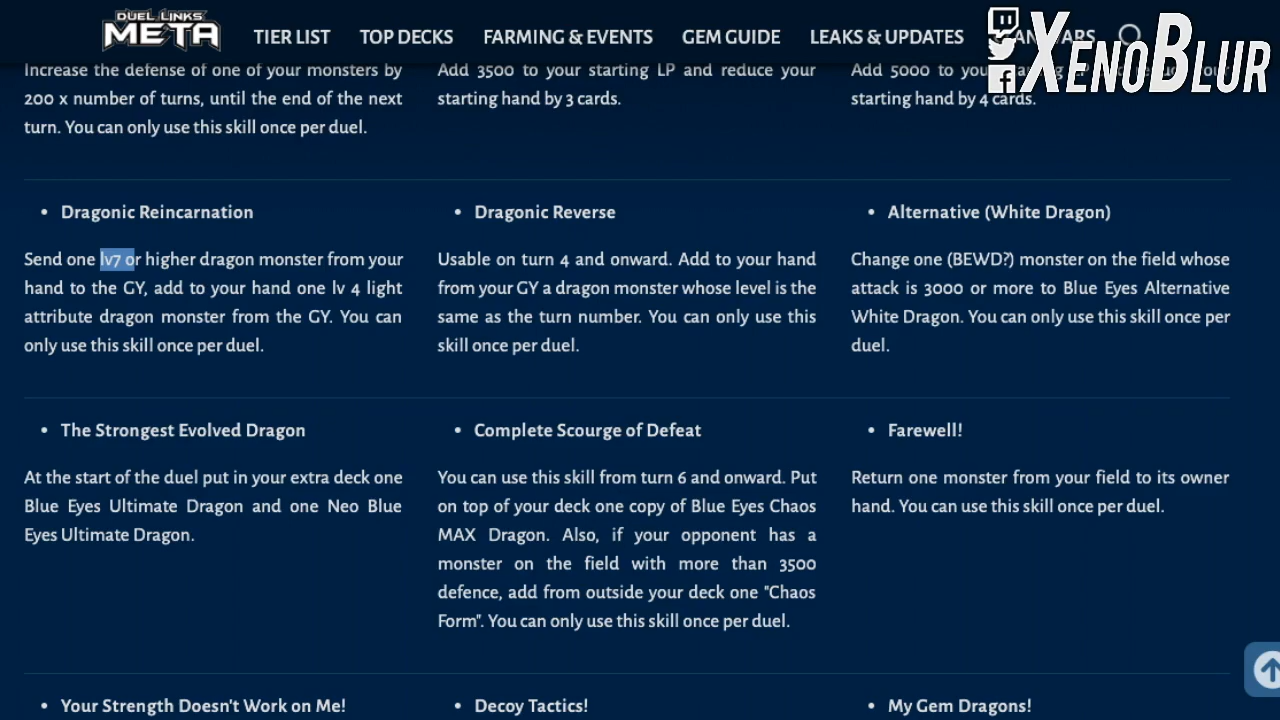 DUEL LINKS
META
TIER LIST
TOP DECKS
FARMING & EVENTS
GEM GUIDE
LEAKS & UPDATES
XENOBLUR
Increase the defense of one of your monsters by
200 x number of turns, until the end of the next
turn. You can only use this skill once per duel.
Add 3500 to your starting LP and reduce your
starting hand by 3 cards.
Add 5000 to
starting hand by 4 cards.
• Dragonic Reincarnation
Send one lv7 or higher dragon monster from your
hand to the GY, add to your hand one lv 4 light
attribute dragon monster from the GY. You can
only use this skill once per duel.
• Dragonic Reverse
Usable on turn 4 and onward. Add to your hand
from your GY a dragon monster whose level is the
same as the turn number. You can only use this
skill once per duel.
• Alternative (White Dragon)
Change one (BEWD?) monster on the field whose
attack is 3000 or more to Blue Eyes Alternative
White Dragon. You can only use this skill once per
duel.
• The Strongest Evolved Dragon
At the start of the duel put in your extra deck one
Blue Eyes Ultimate Dragon and one Neo Blue
Eyes Ultimate Dragon.
• Complete Scourge of Defeat
You can use this skill from turn 6 and onward. Put
on top of your deck one copy of Blue Eyes Chaos
MAX Dragon. Also, if your opponent has a
monster on the field with more than 3500
defence, add from outside your deck one "Chaos
Form". You can only use this skill once per duel.
• Farewell!
Return one monster from your field to its owner
hand. You can use this skill once per duel.
• Your Strength Doesn't Work on Me!
• Decoy Tactics!
• My Gem Dragons!